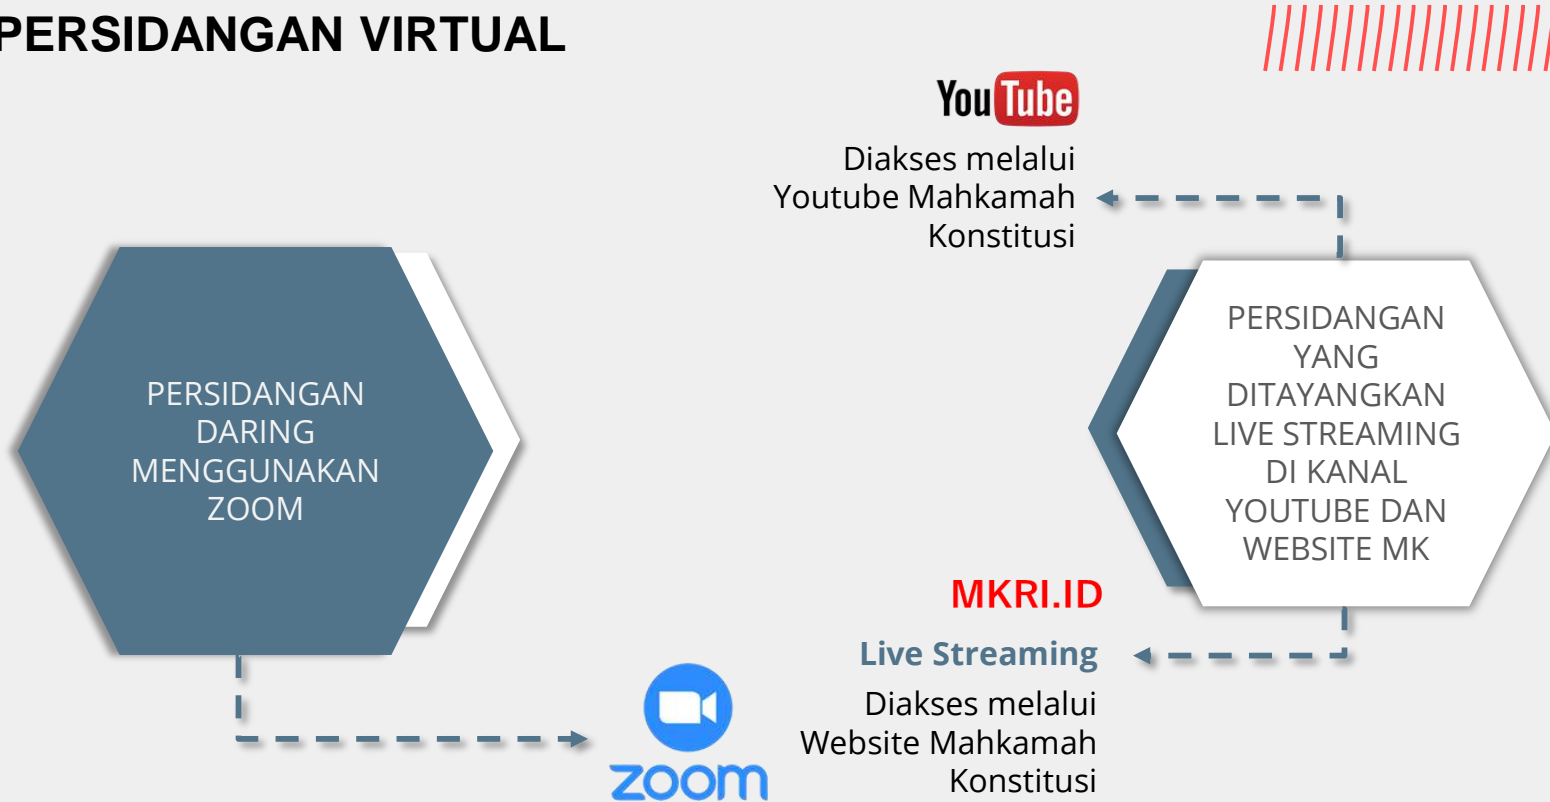 PERSIDANGAN VIRTUAL
YouTube
Diakses melalui
Youtube Mahkamah
Konstitusi
PERSIDANGAN
DARING
MENGGUNAKAN
ZOOM
zoom
PERSIDANGAN
YANG
DITAYANGKAN
LIVE STREAMING
DI KANAL
YOUTUBE DAN
WEBSITE MK
MKRI.ID
Live Streaming
Diakses melalui
Website Mahkamah
Konstitusi